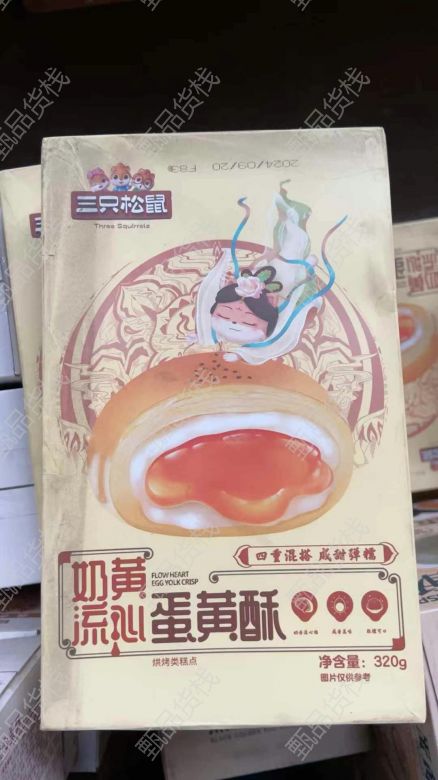 2024/09/20 F83
三只松鼠
Three Squirrels
四重混搭 咸甜弹糯
奶黄
流心
FLOW HEART
EGG YOLK CRISP
蛋黄酥
烘烤类糕点
净含量: 320g
图片仅供参考
甄品货栈